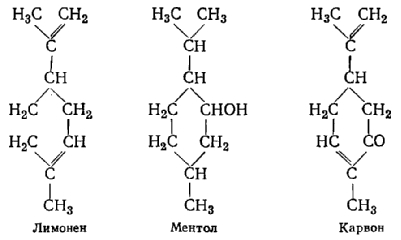 H₃C CH₂ H₃C CH₃ H₃C CH₂
C CH C
CH CH CH
H₂C CH₂ H₂C CHOH H₂C CH₂
H₂C CH H₂C CH₂ HC CO
C CH C
CH₃ CH₃ CH₃
Лимонен Ментол Карвон